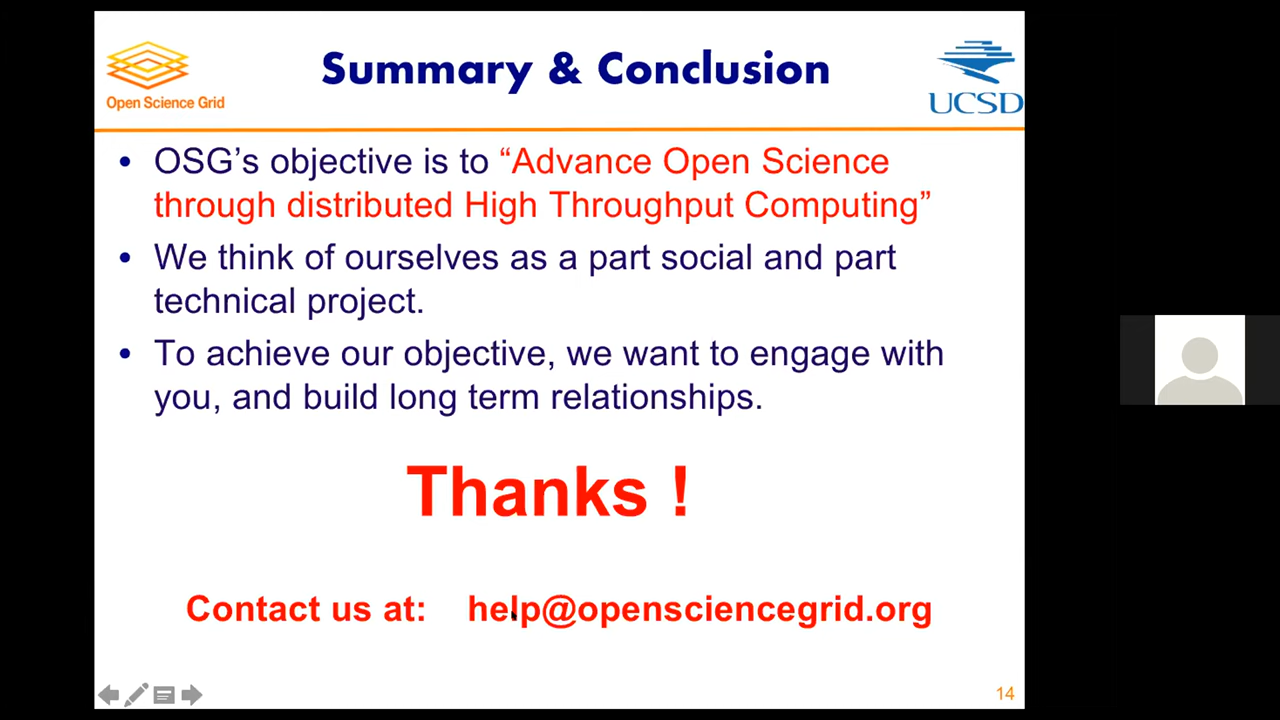 Summary & Conclusion
Open Science Grid
UCSD
• OSG's objective is to “Advance Open Science
through distributed High Throughput Computing”
• We think of ourselves as a part social and part
technical project.
• To achieve our objective, we want to engage with
you, and build long term relationships.
Thanks !
Contact us at: help@opensciencegrid.org
14